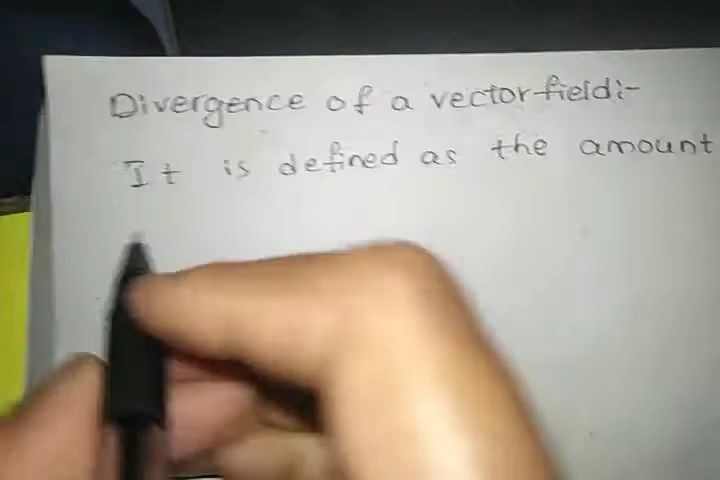 Divergence of a vector field:-
It is defined as the amount